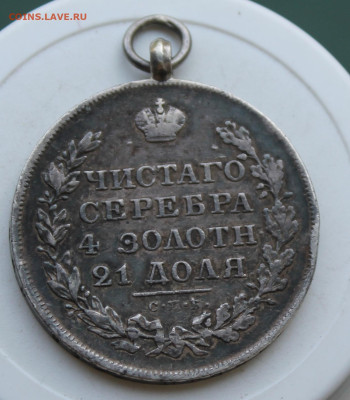 COINS.LAVE.RU
ЧИСТАГО
СЕРЕБРА
4 ЗОЛОТН
21 ДОЛЯ
С.П.Б.